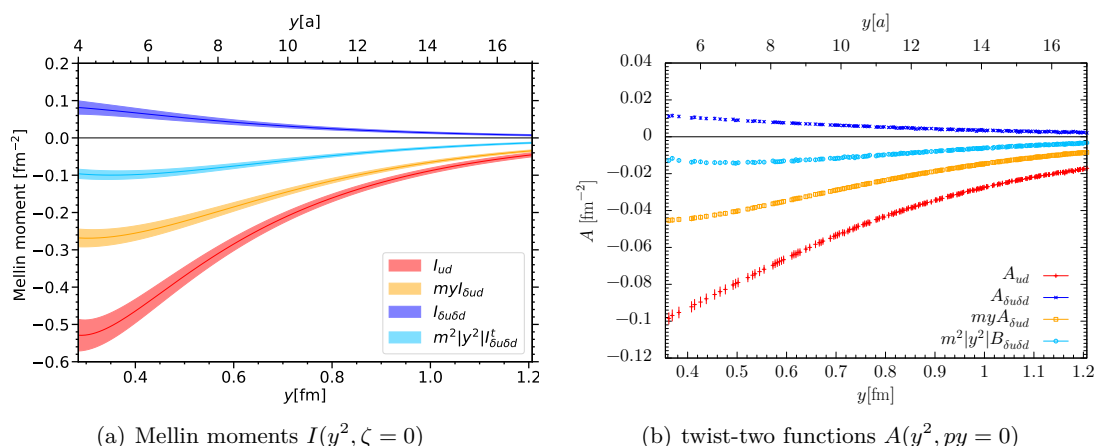 y[a]
4 6 8 10 12 14 16
0.2
0.1
0.0
−0.1
−0.2
−0.3
−0.4
−0.5
−0.6
Mellin moment [fm⁻²]
I_ud
myI_δud
I_δuδd
m²|y²|I^t_δuδd
0.4 0.6 0.8 1.0 1.2
y[fm]
(a) Mellin moments I(y², ζ = 0)
y[a]
6 8 10 12 14 16
0.04
0.02
0
−0.02
−0.04
−0.06
−0.08
−0.1
−0.12
A [fm⁻²]
A_ud
A_δuδd
myA_δud
m²|y²|B_δuδd
0.4 0.5 0.6 0.7 0.8 0.9 1 1.1 1.2
y[fm]
(b) twist-two functions A(y², py = 0)